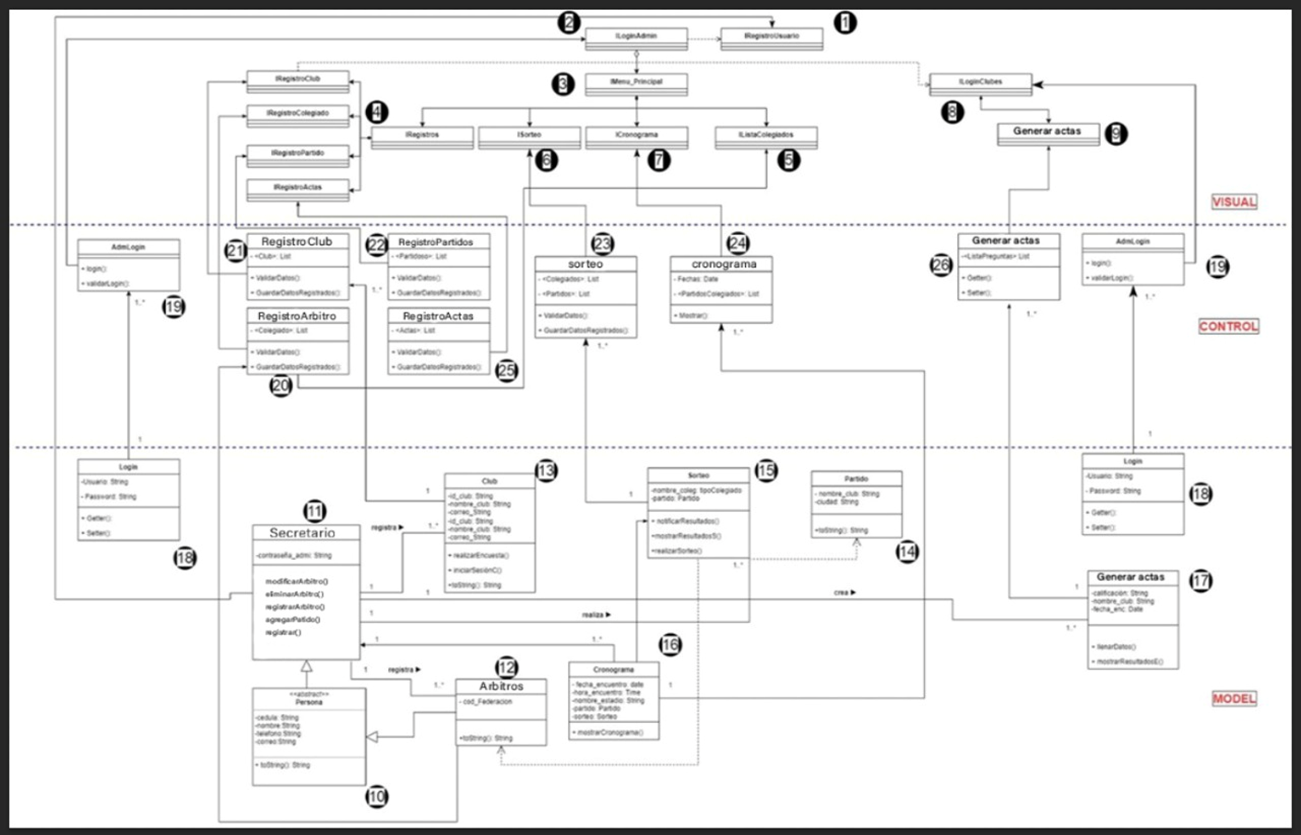 2
1
ILoginAdmin
IRegistroUsuario
IRegistroClub
3
IMenu_Principal
ILoginClubes
IRegistroColegiado
4
8
IRegistros
ISorteo
ICronograma
IListaColegiados
Generar actas
9
IRegistroPartido
6
7
5
IRegistroActas
VISUAL
AdmLogin
+ login()
+ validarLogin()
19
1..*
21
RegistroClub
- <Club>: List
+ ValidarDatos()
+ GuardarDatosRegistrados()
22
RegistroPartidos
- <Partidos>: List
+ ValidarDatos()
+ GuardarDatosRegistrados()
1..*
RegistroArbitro
- <Colegiado>: List
+ ValidarDatos()
+ GuardarDatosRegistrados()
20
RegistroActas
- <Actas>: List
+ ValidarDatos()
+ GuardarDatosRegistrados()
25
23
sorteo
- <Colegiados>: List
- <Partidos>: List
+ ValidarDatos()
+ GuardarDatosRegistrados()
1..*
24
cronograma
- Fechas: Date
- <PartidosColegiados>: List
+ Mostrar()
1..*
26
Generar actas
-<ListaPreguntas>: List
+ Getter()
+ Setter()
1..*
AdmLogin
+ login()
+ validarLogin()
19
1..*
CONTROL
1
1
Login
-Usuario: String
- Password: String
+ Getter()
+ Setter()
18
11
Secretario
-contraseña_admi: String
modificarArbitro()
eliminarArbitro()
registrarArbitro()
agregarPatido()
registrar()
1
registra ►
1..*
13
Club
-id_club: String
-nombre_club: String
-correo_String
-id_club: String
-nombre_club: String
-correo_String
+ realizarEncuesta()
+ iniciarSesiónC()
+toString(): String
1
15
Sorteo
-nombre_coleg: tipoColegiado
-partido: Partido
+ notificarResultados()
+mostrarResultadosS()
+realizarSorteo()
1..*
Partido
- nombre_club: String
-ciudad: String
+toString(): String
14
Login
-Usuario: String
- Password: String
+ Getter()
+ Setter()
18
1
1
crea ►
1
realiza ►
1
1..*
1
Generar actas
-calificación: String
-nombre_club: String
-fecha_enc: Date
+ llenarDatos()
+ mostrarResultadosE()
17
1..*
16
Cronograma
- fecha_encuentro: date
-hora_encuentro: Time
-nombre_estadio: String
-partido: Partido
-sorteo: Sorteo
+ mostrarCronograma()
1
1
registra ►
1..*
12
Arbitros
- cod_Federacion
+toString(): String
<<abstract>>
Persona
-cedula: String
-nombre:String
-telefono:String
-correo:String
+ toString(): String
10
MODEL